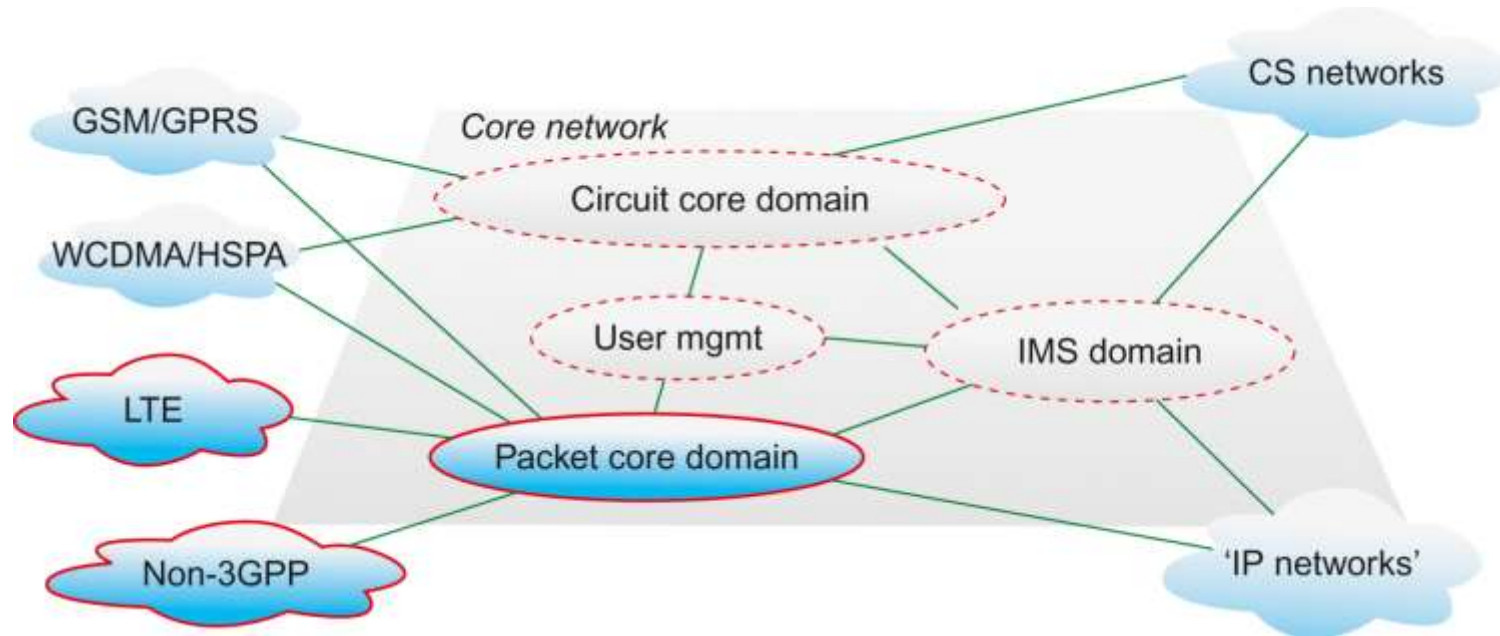 CS networks
GSM/GPRS
Core network
Circuit core domain
WCDMA/HSPA
User mgmt
IMS domain
LTE
Packet core domain
Non-3GPP
‘IP networks’